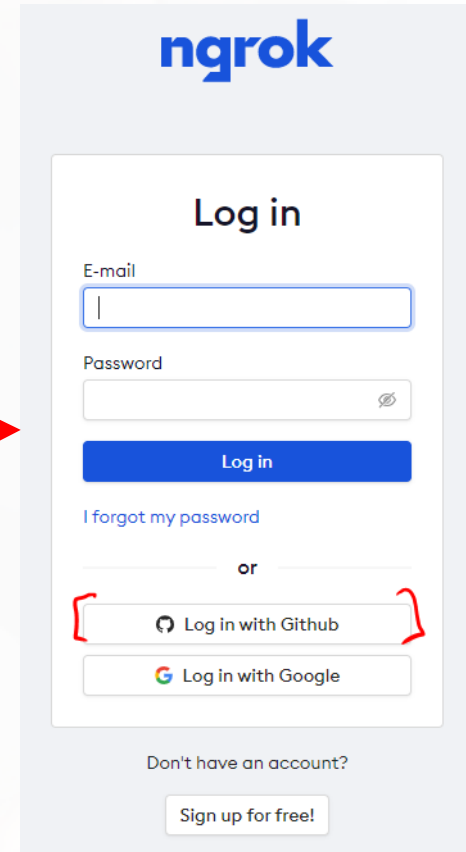 ngrok
Log in
E-mail
Password
Log in
I forgot my password
or
Log in with Github
Log in with Google
Don't have an account?
Sign up for free!